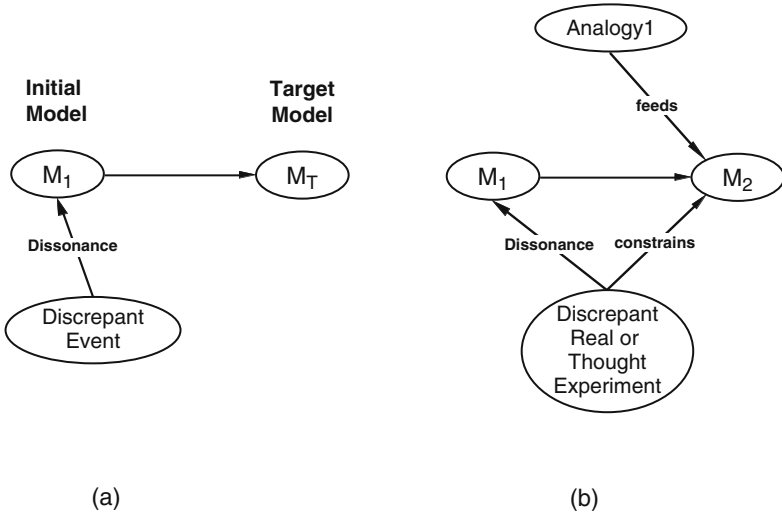 Initial
Model
Target
Model
M1
MT
Dissonance
Discrepant
Event
(a)
Analogy1
feeds
M1
M2
Dissonance
constrains
Discrepant
Real or
Thought
Experiment
(b)